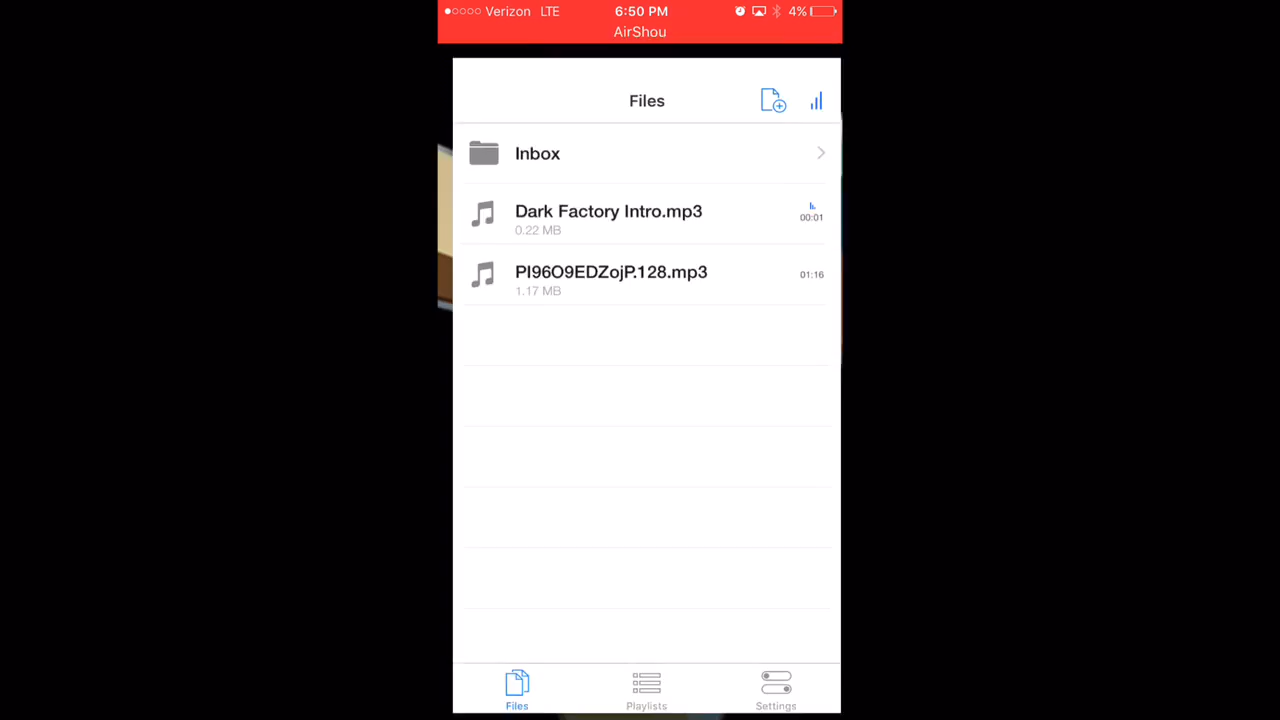 Verizon LTE 6:50 PM 4%
AirShou
Files
Inbox
Dark Factory Intro.mp3
0.22 MB
00:01
PI96O9EDZojP.128.mp3
1.17 MB
01:16
Files Playlists Settings